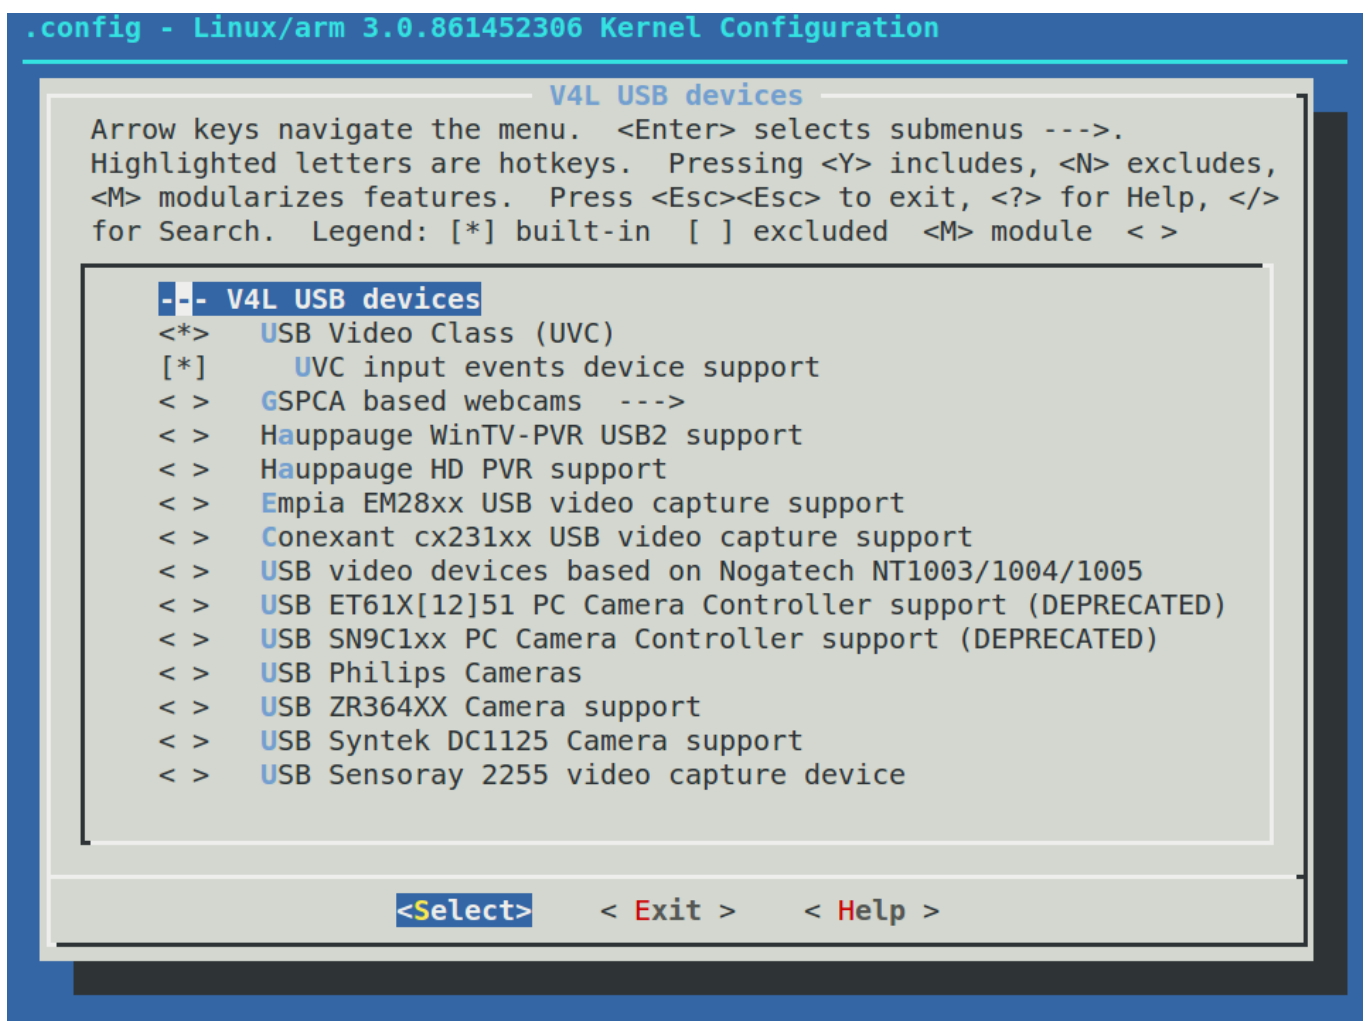 .config - Linux/arm 3.0.861452306 Kernel Configuration
V4L USB devices
Arrow keys navigate the menu.  <Enter> selects submenus --->.
Highlighted letters are hotkeys.  Pressing <Y> includes, <N> excludes,
<M> modularizes features.  Press <Esc><Esc> to exit, <?> for Help, </>
for Search.  Legend: [*] built-in  [ ] excluded  <M> module  < >
--- V4L USB devices
<*>   USB Video Class (UVC)
[*]     UVC input events device support
< >   GSPCA based webcams  --->
< >   Hauppauge WinTV-PVR USB2 support
< >   Hauppauge HD PVR support
< >   Empia EM28xx USB video capture support
< >   Conexant cx231xx USB video capture support
< >   USB video devices based on Nogatech NT1003/1004/1005
< >   USB ET61X[12]51 PC Camera Controller support (DEPRECATED)
< >   USB SN9C1xx PC Camera Controller support (DEPRECATED)
< >   USB Philips Cameras
< >   USB ZR364XX Camera support
< >   USB Syntek DC1125 Camera support
< >   USB Sensoray 2255 video capture device
<Select>    < Exit >    < Help >